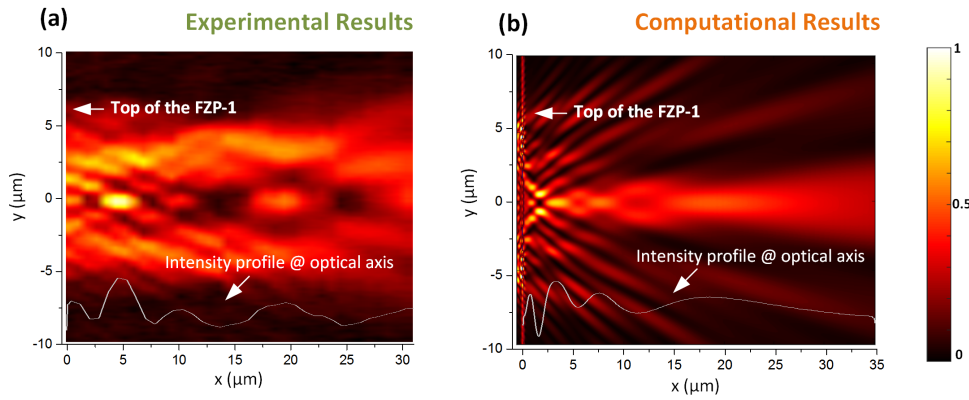 (a) Experimental Results
(b) Computational Results
10
5
0
-5
-10
y (μm)
Top of the FZP-1
Intensity profile @ optical axis
0 5 10 15 20 25 30
x (μm)
10
5
0
-5
-10
y (μm)
Top of the FZP-1
Intensity profile @ optical axis
0 5 10 15 20 25 30 35
x (μm)
1
0.5
0